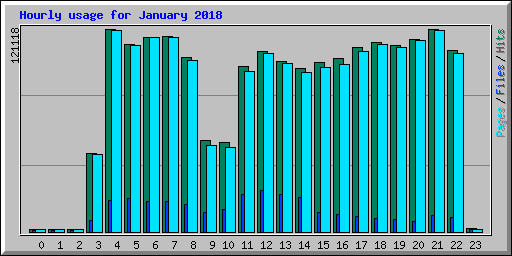 Hourly usage for January 2018
121118
Pages/Files/Hits
0 1 2 3 4 5 6 7 8 9 10 11 12 13 14 15 16 17 18 19 20 21 22 23